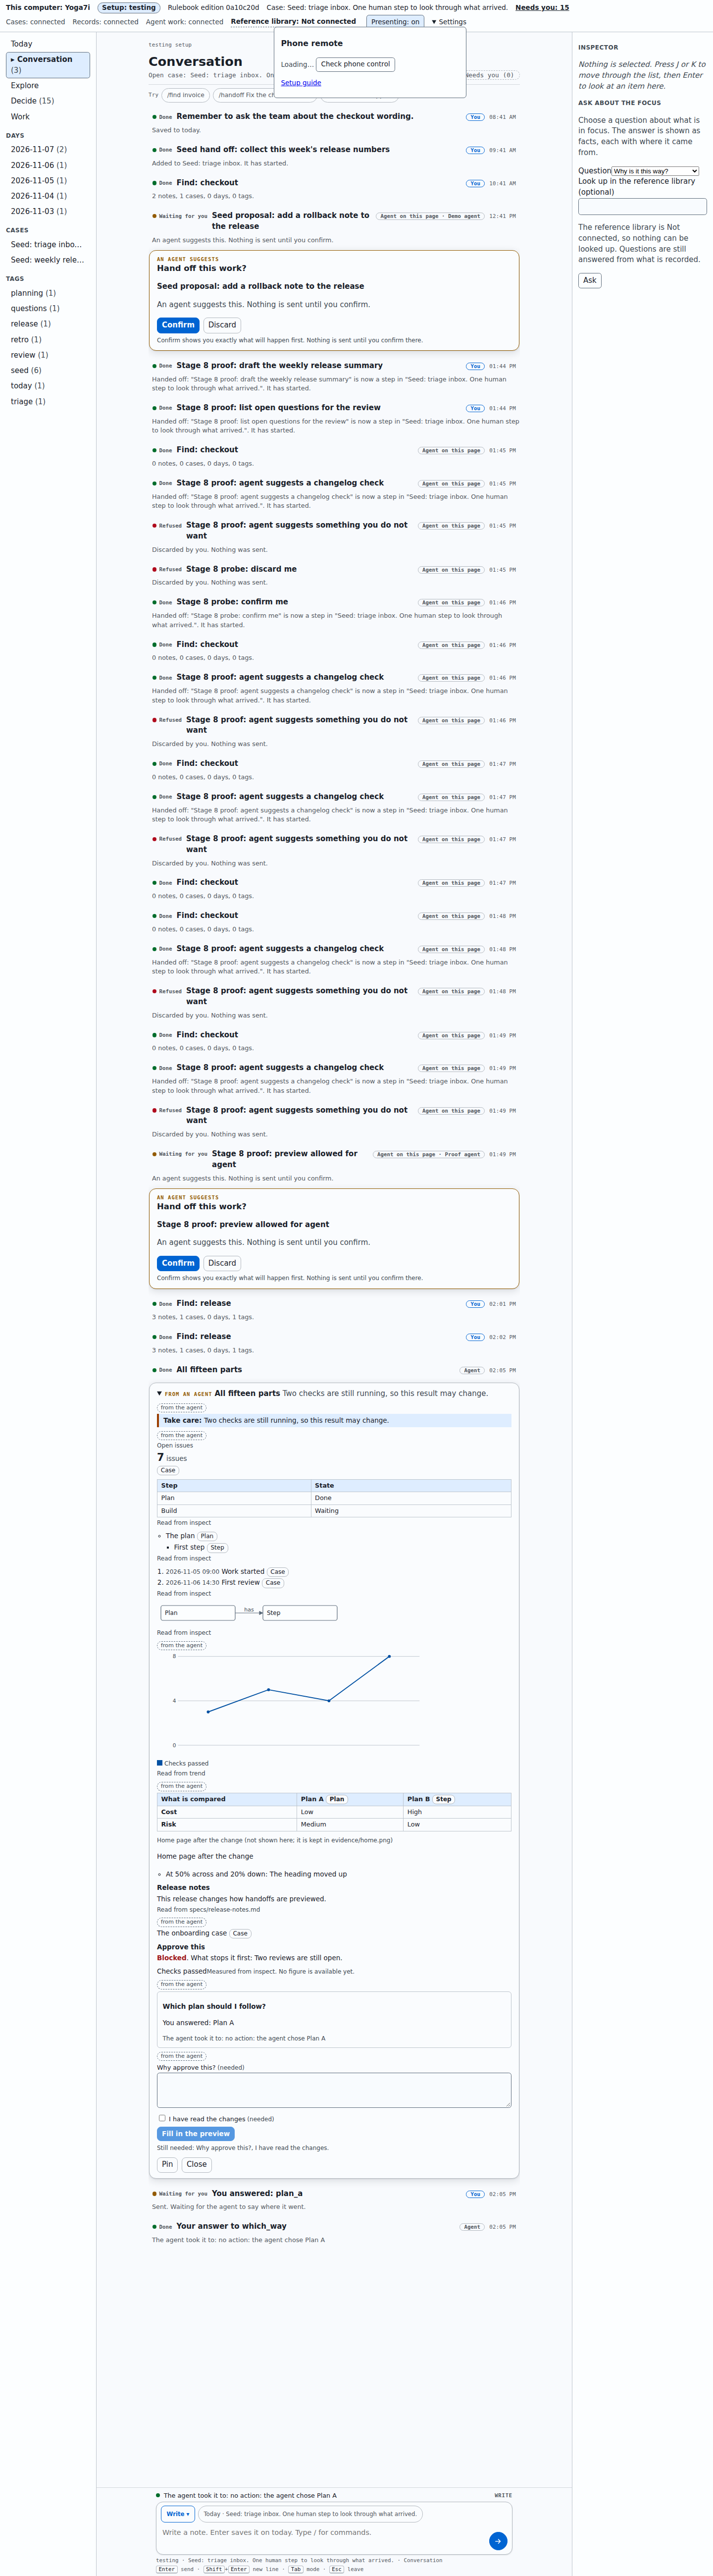 This computer: Yoga7i Setup: testing Rulebook edition 0a10c20d Case: Seed: triage inbox. One human step to look through what arrived. Needs you: 15
Cases: connected Records: connected Agent work: connected Reference library: Not connected Presenting: on ▾ Settings
Phone remote
Loading... Check phone control
Setup guide
Today
▸ Conversation (3)
Explore
Decide (15)
Work
DAYS
2026-11-07 (2)
2026-11-06 (1)
2026-11-05 (1)
2026-11-04 (1)
2026-11-03 (1)
CASES
Seed: triage inbo…
Seed: weekly rele…
TAGS
planning (1)
questions (1)
release (1)
retro (1)
review (1)
seed (6)
today (1)
triage (1)
testing setup
Conversation
Open case: Seed: triage inbox. On
eeds you (0)
Try /find invoice /handoff Fix the ch
Done Remember to ask the team about the checkout wording. You 08:41 AM
Saved to today.
Done Seed hand off: collect this week's release numbers You 09:41 AM
Added to Seed: triage inbox. It has started.
Done Find: checkout You 10:41 AM
2 notes, 1 cases, 0 days, 0 tags.
Waiting for you Seed proposal: add a rollback note to the release Agent on this page · Demo agent 12:41 PM
An agent suggests. Nothing is sent until you confirm.
AN AGENT SUGGESTS
Hand off this work?
Seed proposal: add a rollback note to the release
An agent suggests this. Nothing is sent until you confirm.
Confirm Discard
Confirm shows you exactly what will happen first. Nothing is sent until you confirm there.
Done Stage 8 proof: draft the weekly release summary You 01:44 PM
Handed off: "Stage 8 proof: draft the weekly release summary" is now a step in "Seed: triage inbox. One human
step to look through what arrived.". It has started.
Done Stage 8 proof: list open questions for the review You 01:44 PM
Handed off: "Stage 8 proof: list open questions for the review" is now a step in "Seed: triage inbox. One human step
to look through what arrived.". It has started.
Done Find: checkout Agent on this page 01:45 PM
0 notes, 0 cases, 0 days, 0 tags.
Done Stage 8 proof: agent suggests a changelog check Agent on this page 01:45 PM
Handed off: "Stage 8 proof: agent suggests a changelog check" is now a step in "Seed: triage inbox. One human
step to look through what arrived.". It has started.
Refused Stage 8 proof: agent suggests something you do not want Agent on this page 01:45 PM
Discarded by you. Nothing was sent.
Refused Stage 8 probe: discard me Agent on this page 01:45 PM
Discarded by you. Nothing was sent.
Done Stage 8 probe: confirm me Agent on this page 01:46 PM
Handed off: "Stage 8 probe: confirm me" is now a step in "Seed: triage inbox. One human step to look through
what arrived.". It has started.
Done Find: checkout Agent on this page 01:46 PM
0 notes, 0 cases, 0 days, 0 tags.
Done Stage 8 proof: agent suggests a changelog check Agent on this page 01:46 PM
Handed off: "Stage 8 proof: agent suggests a changelog check" is now a step in "Seed: triage inbox. One human
step to look through what arrived.". It has started.
Refused Stage 8 proof: agent suggests something you do not want Agent on this page 01:46 PM
Discarded by you. Nothing was sent.
Done Find: checkout Agent on this page 01:47 PM
0 notes, 0 cases, 0 days, 0 tags.
Done Stage 8 proof: agent suggests a changelog check Agent on this page 01:47 PM
Handed off: "Stage 8 proof: agent suggests a changelog check" is now a step in "Seed: triage inbox. One human
step to look through what arrived.". It has started.
Refused Stage 8 proof: agent suggests something you do not want Agent on this page 01:47 PM
Discarded by you. Nothing was sent.
Done Find: checkout Agent on this page 01:47 PM
0 notes, 0 cases, 0 days, 0 tags.
Done Find: checkout Agent on this page 01:48 PM
0 notes, 0 cases, 0 days, 0 tags.
Done Stage 8 proof: agent suggests a changelog check Agent on this page 01:48 PM
Handed off: "Stage 8 proof: agent suggests a changelog check" is now a step in "Seed: triage inbox. One human
step to look through what arrived.". It has started.
Refused Stage 8 proof: agent suggests something you do not want Agent on this page 01:48 PM
Discarded by you. Nothing was sent.
Done Find: checkout Agent on this page 01:49 PM
0 notes, 0 cases, 0 days, 0 tags.
Done Stage 8 proof: agent suggests a changelog check Agent on this page 01:49 PM
Handed off: "Stage 8 proof: agent suggests a changelog check" is now a step in "Seed: triage inbox. One human
step to look through what arrived.". It has started.
Refused Stage 8 proof: agent suggests something you do not want Agent on this page 01:49 PM
Discarded by you. Nothing was sent.
Waiting for you Stage 8 proof: preview allowed for agent Agent on this page · Proof agent 01:49 PM
An agent suggests. Nothing is sent until you confirm.
AN AGENT SUGGESTS
Hand off this work?
Stage 8 proof: preview allowed for agent
An agent suggests this. Nothing is sent until you confirm.
Confirm Discard
Confirm shows you exactly what will happen first. Nothing is sent until you confirm there.
Done Find: release You 02:01 PM
3 notes, 1 cases, 0 days, 1 tags.
Done Find: release You 02:02 PM
3 notes, 1 cases, 0 days, 1 tags.
Done All fifteen parts Agent 02:05 PM
▾ FROM AN AGENT All fifteen parts Two checks are still running, so this result may change.
from the agent
Take care: Two checks are still running, so this result may change.
from the agent
Open issues
7 issues
Case
Step State
Plan Done
Build Waiting
Read from inspect
The plan Plan
First step Step
Read from inspect
1. 2026-11-05 09:00 Work started Case
2. 2026-11-06 14:30 First review Case
Read from inspect
Plan has Step
Read from inspect
from the agent
8
4
0
Checks passed
Read from trend
from the agent
What is compared Plan A Plan Plan B Step
Cost Low High
Risk Medium Low
Home page after the change (not shown here; it is kept in evidence/home.png)
Home page after the change
At 50% across and 20% down: The heading moved up
Release notes
This release changes how handoffs are previewed.
Read from specs/release-notes.md
from the agent
The onboarding case Case
Approve this
Blocked. What stops it first: Two reviews are still open.
Checks passedMeasured from inspect. No figure is available yet.
from the agent
Which plan should I follow?
You answered: Plan A
The agent took it to: no action: the agent chose Plan A
from the agent
Why approve this? (needed)
I have read the changes (needed)
Fill in the preview
Still needed: Why approve this?, I have read the changes.
Pin Close
Waiting for you You answered: plan_a You 02:05 PM
Sent. Waiting for the agent to say where it went.
Done Your answer to which_way Agent 02:05 PM
The agent took it to: no action: the agent chose Plan A
The agent took it to: no action: the agent chose Plan A WRITE
Write ▾ Today · Seed: triage inbox. One human step to look through what arrived.
Write a note. Enter saves it on today. Type / for commands.
→
testing · Seed: triage inbox. One human step to look through what arrived. · Conversation
Enter send · Shift+Enter new line · Tab mode · Esc leave
INSPECTOR
Nothing is selected. Press J or K to
move through the list, then Enter
to look at an item here.
ASK ABOUT THE FOCUS
Choose a question about what
is in focus. The answer is shown as
facts, each with where it came
from.
Question Why is it this way?
Look up in the reference library
(optional)
The reference library is Not
connected, so nothing can be
looked up. Questions are still
answered from what is recorded.
Ask